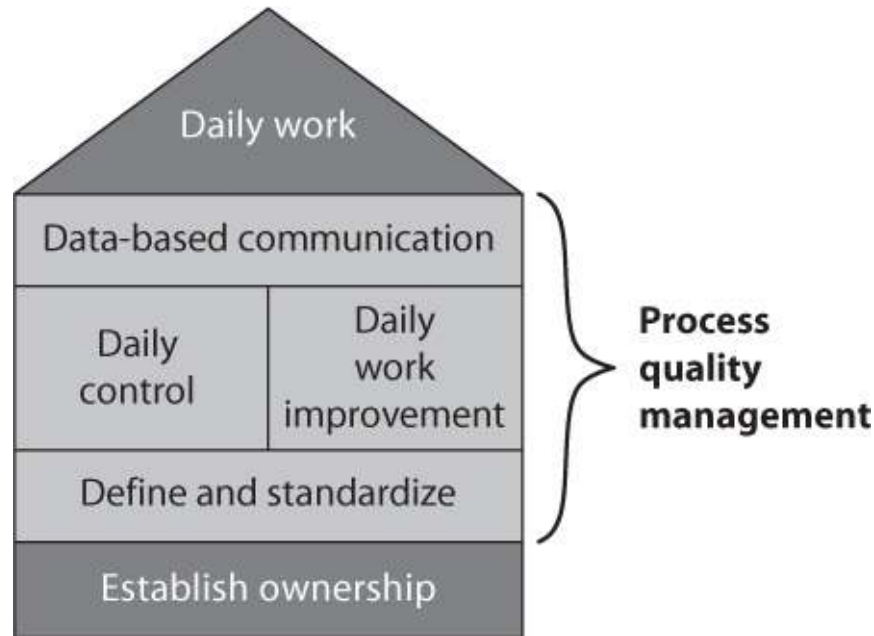 Daily work
Data-based communication
Daily
control
Daily
work
improvement
Define and standardize
Establish ownership
Process
quality
management